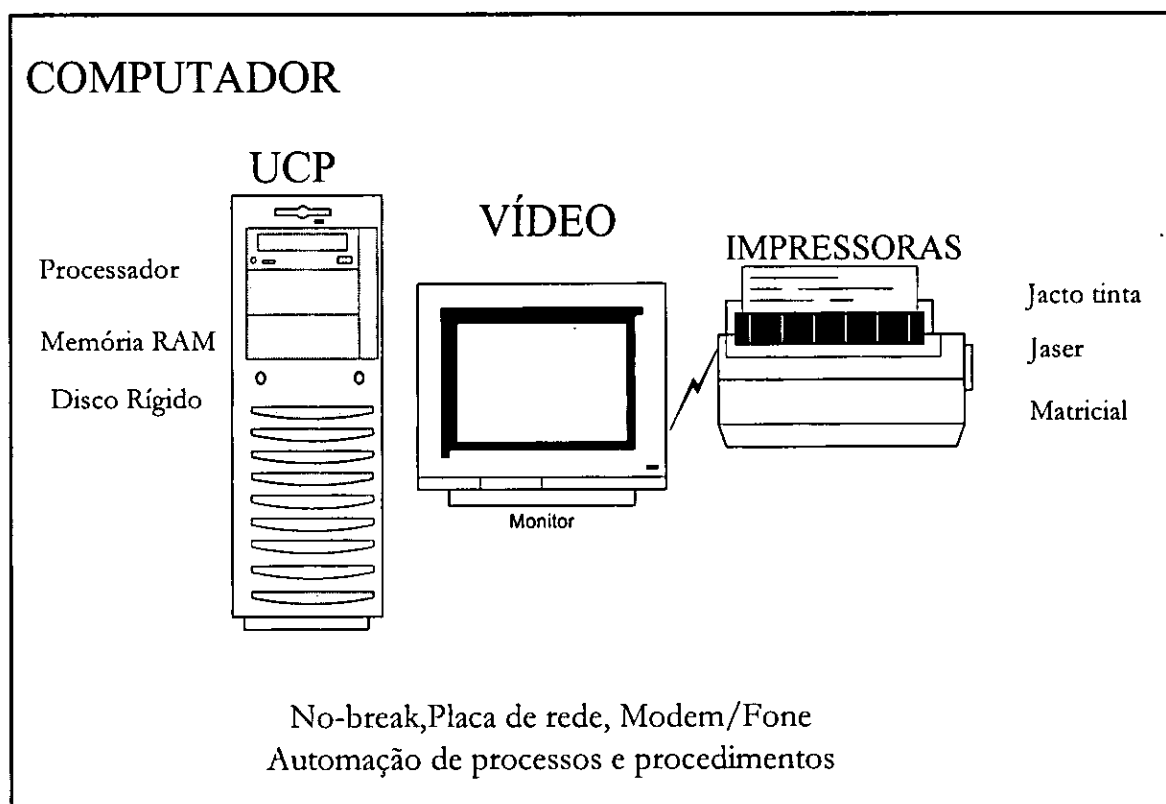 COMPUTADOR
UCP
VÍDEO
IMPRESSORAS
Processador
Memória RAM
Disco Rígido
Monitor
Jacto tinta
Jaser
Matricial
No-break,Placa de rede, Modem/Fone
Automação de processos e procedimentos